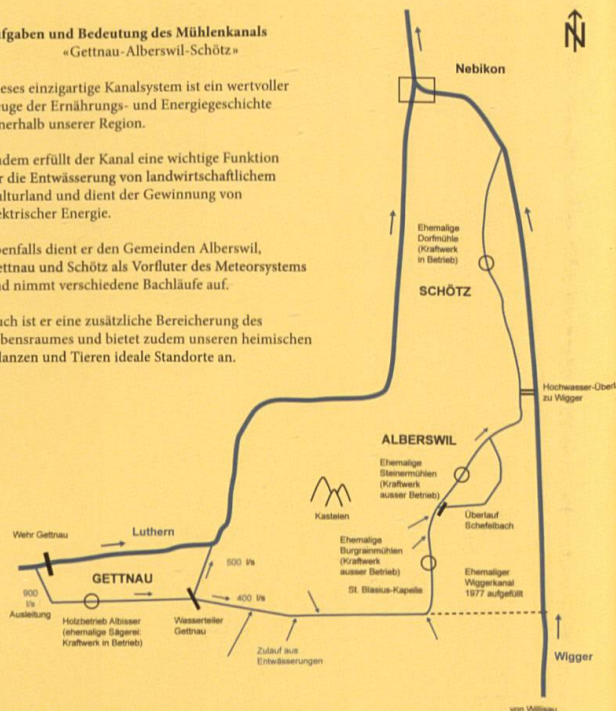 fgaben und Bedeutung des Mühlenkanals
«Gettnau-Alberswil-Schötz»
eses einzigartige Kanalsystem ist ein wertvoller
uge der Ernährungs- und Energiegeschichte
nerhalb unserer Region.
dem erfüllt der Kanal eine wichtige Funktion
r die Entwässerung von landwirtschaftlichem
ulturland und dient der Gewinnung von
ektrischer Energie.
benfalls dient er den Gemeinden Alberswil,
ettnau und Schötz als Vorfluter des Meteorsystems
d nimmt verschiedene Bachläufe auf.
uch ist er eine zusätzliche Bereicherung des
bensraumes und bietet zudem unseren heimischen
lanzen und Tieren ideale Standorte an.
N
Nebikon
Ehemalige
Dorfmühle
(Kraftwerk
in Betrieb)
SCHÖTZ
Hochwasser-Überl
zu Wigger
ALBERSWIL
Ehemalige
Steinermühlen
(Kraftwerk
ausser Betrieb)
Kastelen
Überlauf
Schefelbach
Wehr Gettnau
Luthern
Ehemalige
Burgrainmühlen
(Kraftwerk
ausser Betrieb)
St. Blasius-Kapelle
Ehemaliger
Wiggerkanal
1977 aufgefüllt
GETTNAU
500 l/s
900
l/s
Ausleitung
400 l/s
Holzbetrieb Albisser
(ehemalige Sägerei:
Kraftwerk in Betrieb)
Wasserteiler
Gettnau
Zulauf aus
Entwässerungen
Wigger
von Willisau